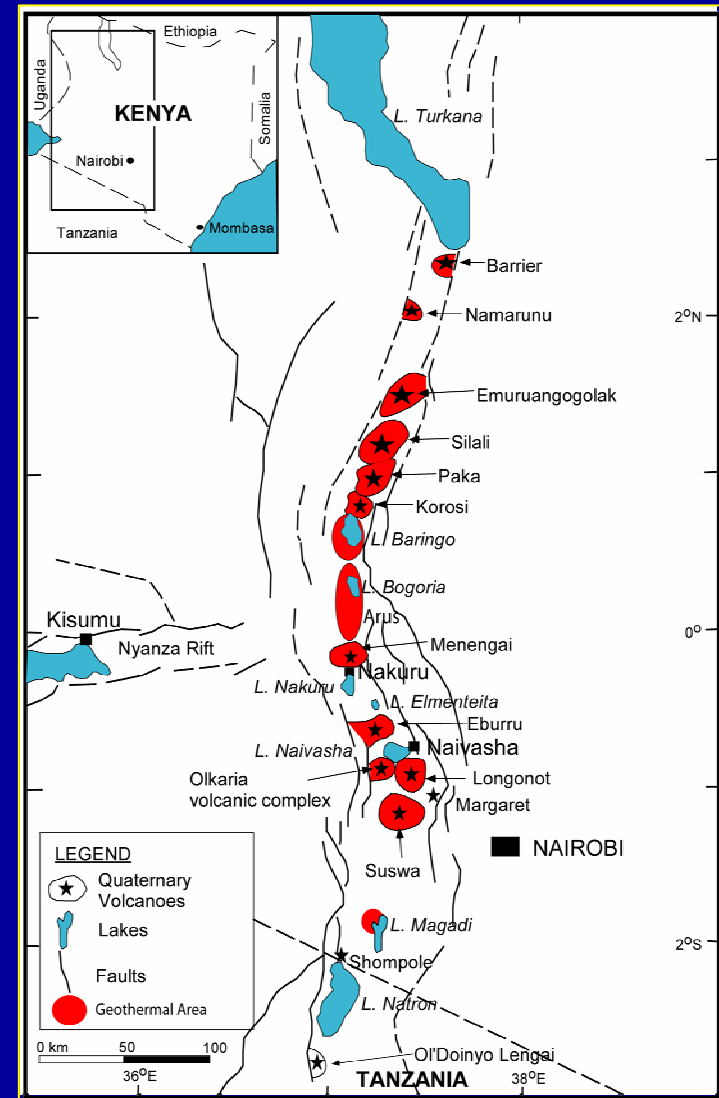 Ethiopia
Uganda
KENYA
Somalia
Nairobi
Tanzania
Mombasa
L. Turkana
Barrier
Namarunu
2°N
Emuruangogolak
Silali
Paka
Korosi
L. Baringo
L. Bogoria
Arus
Kisumu
0°
Nyanza Rift
Menengai
Nakuru
L. Nakuru
L. Elmenteita
Eburru
L. Naivasha
Naivasha
Olkaria
volcanic complex
Longonot
Margaret
NAIROBI
Suswa
LEGEND
Quaternary
Volcanoes
Lakes
Faults
Geothermal Area
L. Magadi
2°S
Shompole
L. Natron
0 km 50 100
Ol'Doinyo Lengai
36°E
TANZANIA
38°E